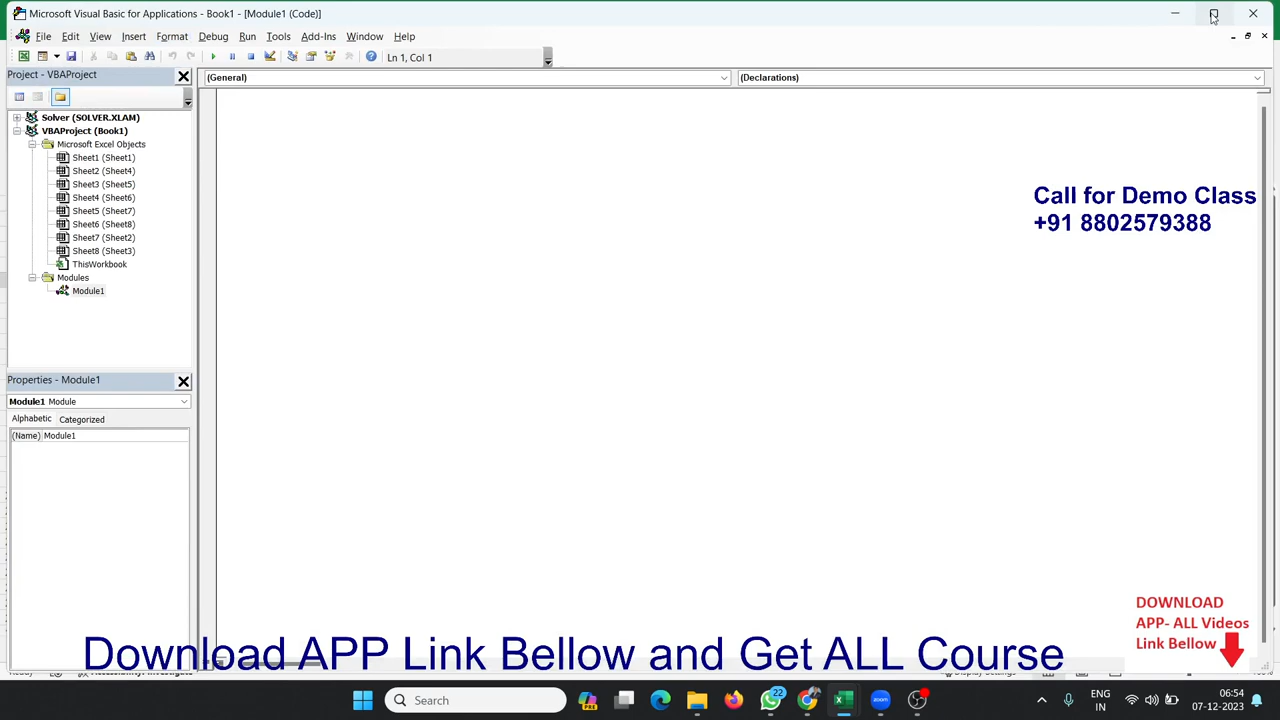 Microsoft Visual Basic for Applications - Book1 - [Module1 (Code)]
File Edit View Insert Format Debug Run Tools Add-Ins Window Help
Ln 1, Col 1
Project - VBAProject
(General)
(Declarations)
Solver (SOLVER.XLAM)
VBAProject (Book1)
Microsoft Excel Objects
Sheet1 (Sheet1)
Sheet2 (Sheet4)
Sheet3 (Sheet5)
Sheet4 (Sheet6)
Sheet5 (Sheet7)
Sheet6 (Sheet8)
Sheet7 (Sheet2)
Sheet8 (Sheet3)
ThisWorkbook
Modules
Module1
Call for Demo Class
+91 8802579388
Properties - Module1
Module1 Module
Alphabetic Categorized
(Name) Module1
DOWNLOAD
APP- ALL Videos
Link Bellow
Download APP Link Bellow and Get ALL Course
Search
PRE
22
zoom
ENG
IN
06:54
07-12-2023